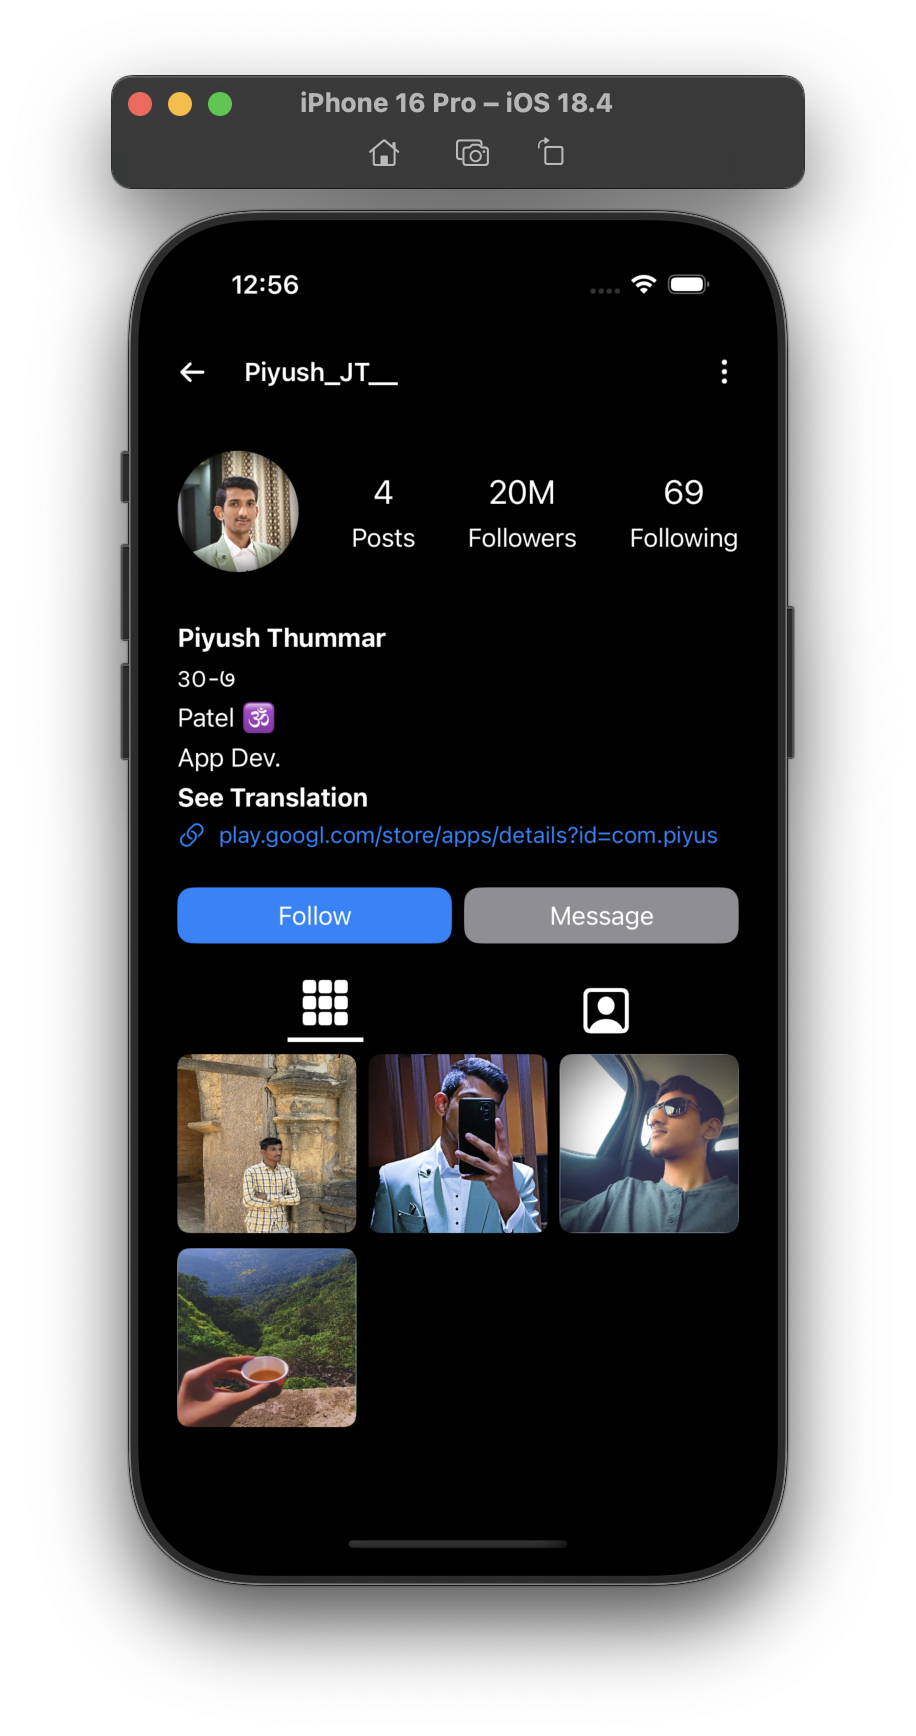 iPhone 16 Pro – iOS 18.4
12:56
Piyush_JT__
4 20M 69
Posts Followers Following
Piyush Thummar
૩૦-૭
Patel 🕉️
App Dev.
See Translation
play.googl.com/store/apps/details?id=com.piyus
Follow Message